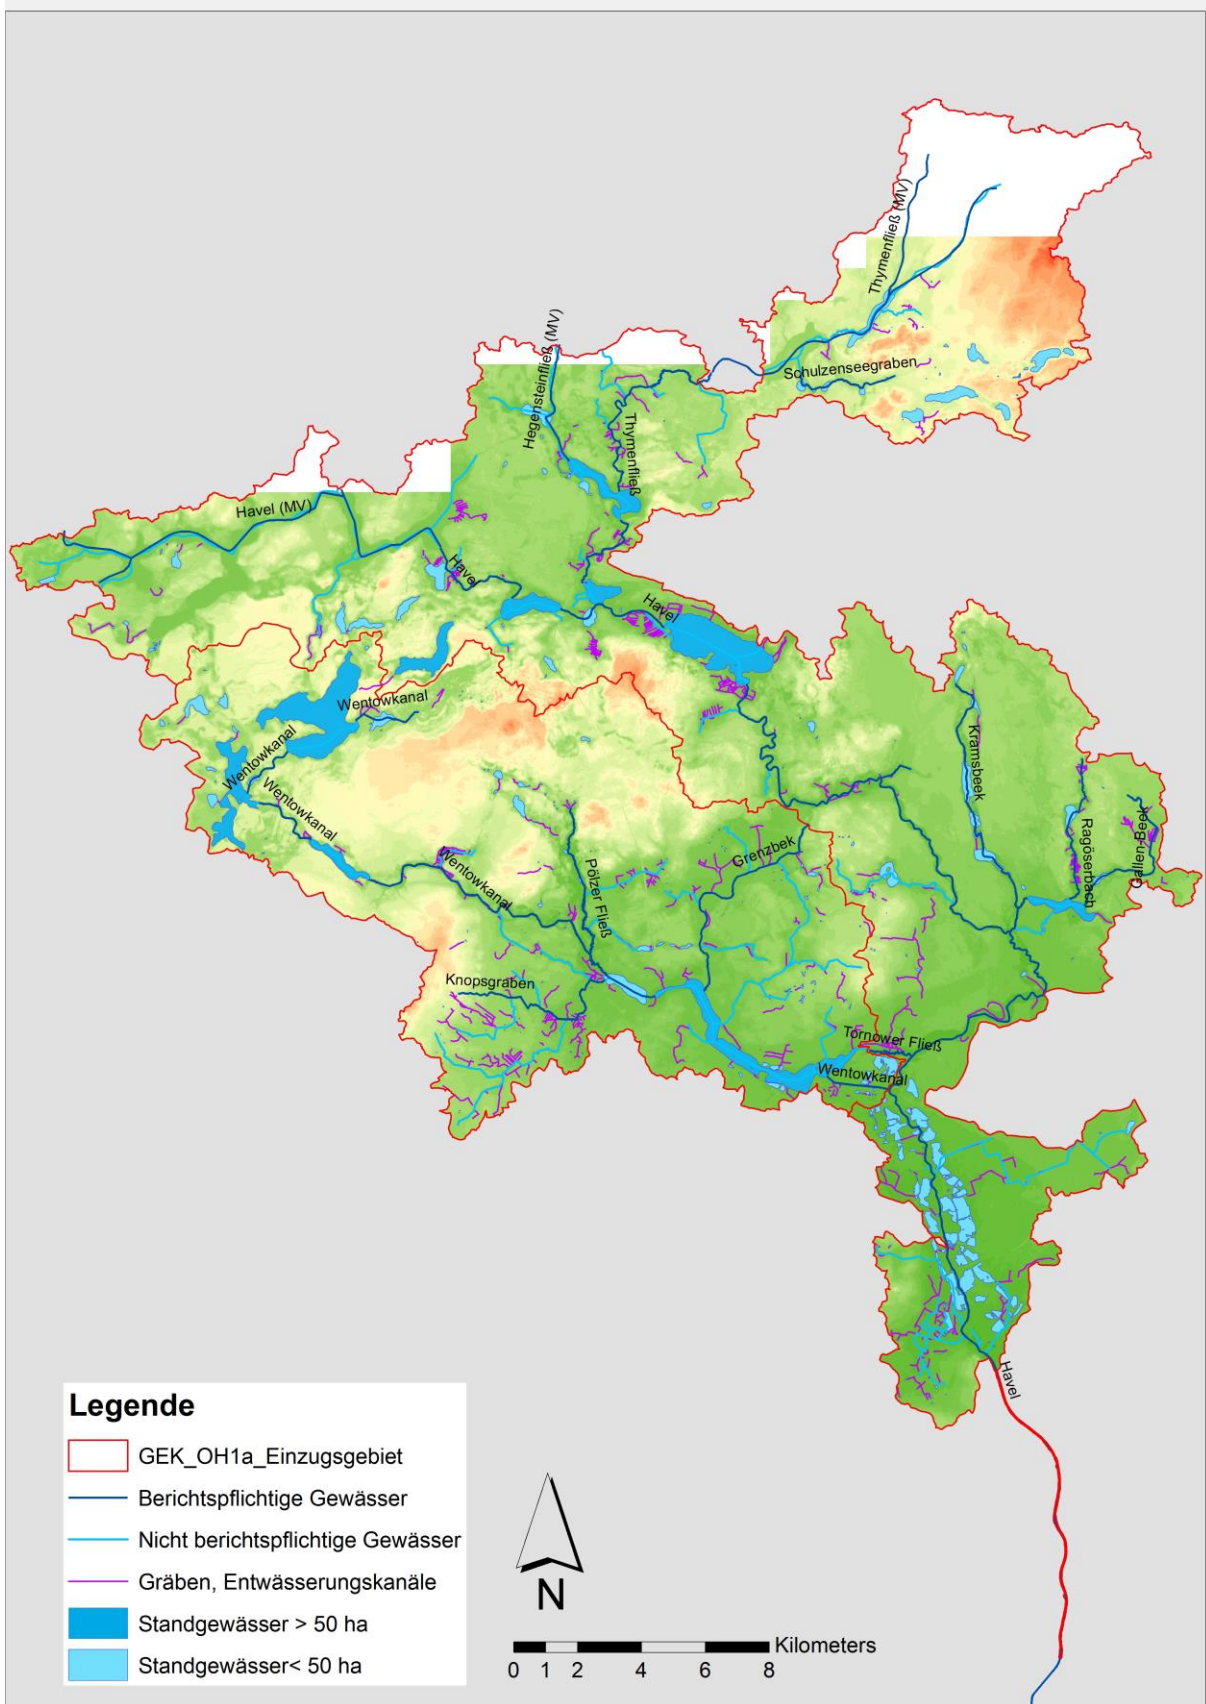 Thymenfließ (MV)
Schulzenseegraben
Hegensteinfließ (MV)
Thymenfließ
Havel (MV)
Havel
Havel
Wentowkanal
Wentowkanal
Wentowkanal
Wentowkanal
Kramsbeek
Ragöserbach
Gallen-Beek
Grenzbek
Pölzer Fließ
Knopsgraben
Tornower Fließ
Wentowkanal
Havel
Legende
GEK_OH1a_Einzugsgebiet
Berichtspflichtige Gewässer
Nicht berichtspflichtige Gewässer
Gräben, Entwässerungskanäle
Standgewässer > 50 ha
Standgewässer< 50 ha
N
Kilometers
0 1 2 4 6 8